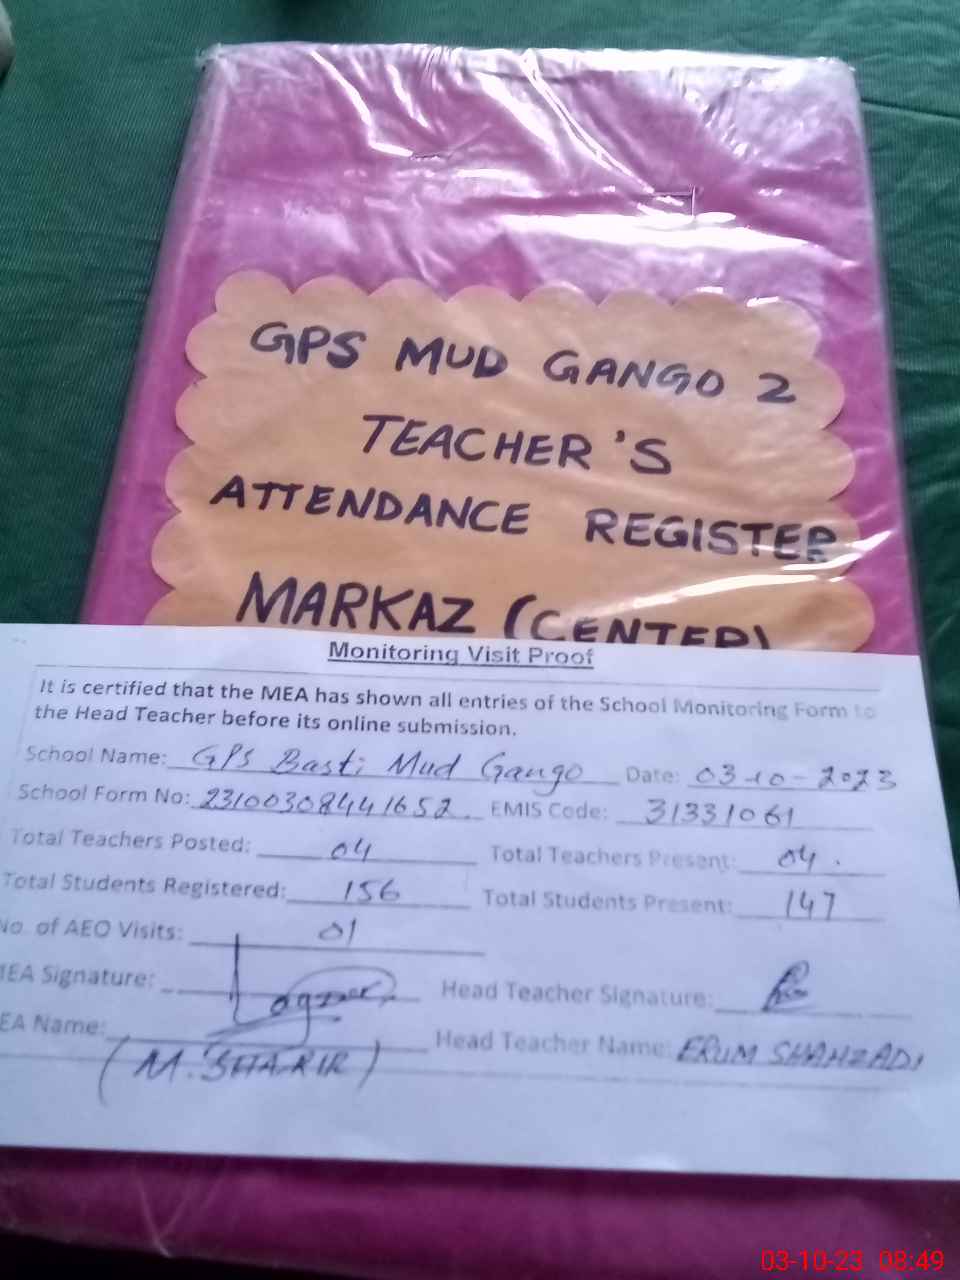 GPS MUD GANGO 2
TEACHER'S
ATTENDANCE REGISTER
MARKAZ (CENTER)
Monitoring Visit Proof
It is certified that the MEA has shown all entries of the School Monitoring Form to
the Head Teacher before its online submission.
School Name: GPS Basti Mud Gango Date: 03-10-2023
School Form No: 23100308441652. EMIS Code: 31331061
Total Teachers Posted: 04 Total Teachers Present: 04.
Total Students Registered: 156 Total Students Present: 147
No. of AEO Visits: 01
MEA Signature: Head Teacher Signature:
EA Name: Head Teacher Name: ERUM SHAHZADI
(M. )
03-10-23 08:49